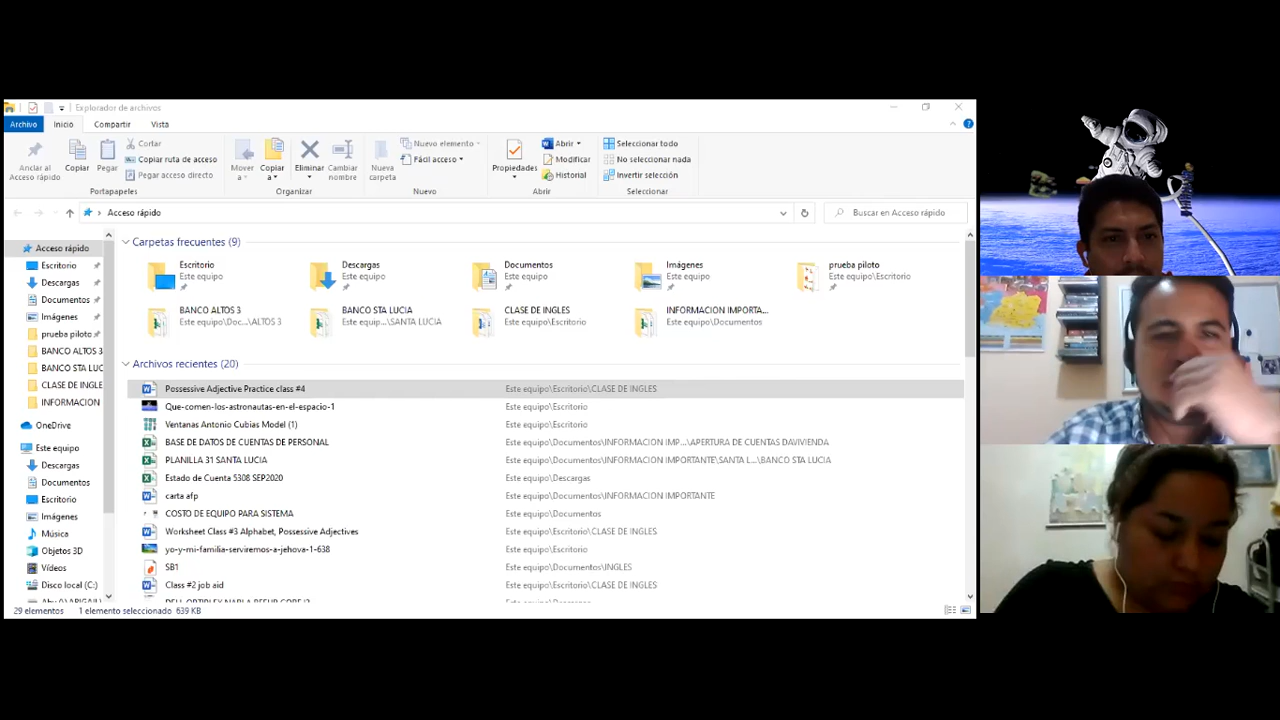 Explorador de archivos
Archivo Inicio Compartir Vista
Anclar al Acceso rápido
Copiar
Pegar
Cortar
Copiar ruta de acceso
Pegar acceso directo
Mover a
Copiar a
Eliminar
Cambiar nombre
Nueva carpeta
Nuevo elemento
Fácil acceso
Propiedades
Abrir
Modificar
Historial
Seleccionar todo
No seleccionar nada
Invertir selección
Portapapeles Organizar Nuevo Abrir Seleccionar
Acceso rápido
Buscar en Acceso rápido
Acceso rápido
Escritorio
Descargas
Documentos
Imágenes
prueba piloto
BANCO ALTOS 3
BANCO STA LUC
CLASE DE INGLE
INFORMACION
OneDrive
Este equipo
Descargas
Documentos
Escritorio
Imágenes
Música
Objetos 3D
Vídeos
Disco local (C:)
Carpetas frecuentes (9)
Escritorio
Este equipo
Descargas
Este equipo
Documentos
Este equipo
Imágenes
Este equipo
prueba piloto
Este equipo\Escritorio
BANCO ALTOS 3
Este equipo\Doc...\ALTOS 3
BANCO STA LUCIA
Este equip...\SANTA LUCIA
CLASE DE INGLES
Este equipo\Escritorio
INFORMACION IMPORTA...
Este equipo\Documentos
Archivos recientes (20)
Possessive Adjective Practice class #4 Este equipo\Escritorio\CLASE DE INGLES
Que-comen-los-astronautas-en-el-espacio-1 Este equipo\Escritorio
Ventanas Antonio Cubias Model (1) Este equipo\Escritorio
BASE DE DATOS DE CUENTAS DE PERSONAL Este equipo\Documentos\INFORMACION IMP...\APERTURA DE CUENTAS DAVIVIENDA
PLANILLA 31 SANTA LUCIA Este equipo\Documentos\INFORMACION IMPORTANTE\SANTA L...\BANCO STA LUCIA
Estado de Cuenta 5308 SEP2020 Este equipo\Descargas
carta afp Este equipo\Documentos\INFORMACION IMPORTANTE
COSTO DE EQUIPO PARA SISTEMA Este equipo\Documentos
Worksheet Class #3 Alphabet, Possessive Adjectives Este equipo\Escritorio\CLASE DE INGLES
yo-y-mi-familia-serviremos-a-jehova-1-638 Este equipo\Escritorio
SB1 Este equipo\Documentos\INGLES
Class #2 job aid Este equipo\Escritorio\CLASE DE INGLES
29 elementos 1 elemento seleccionado 639 KB